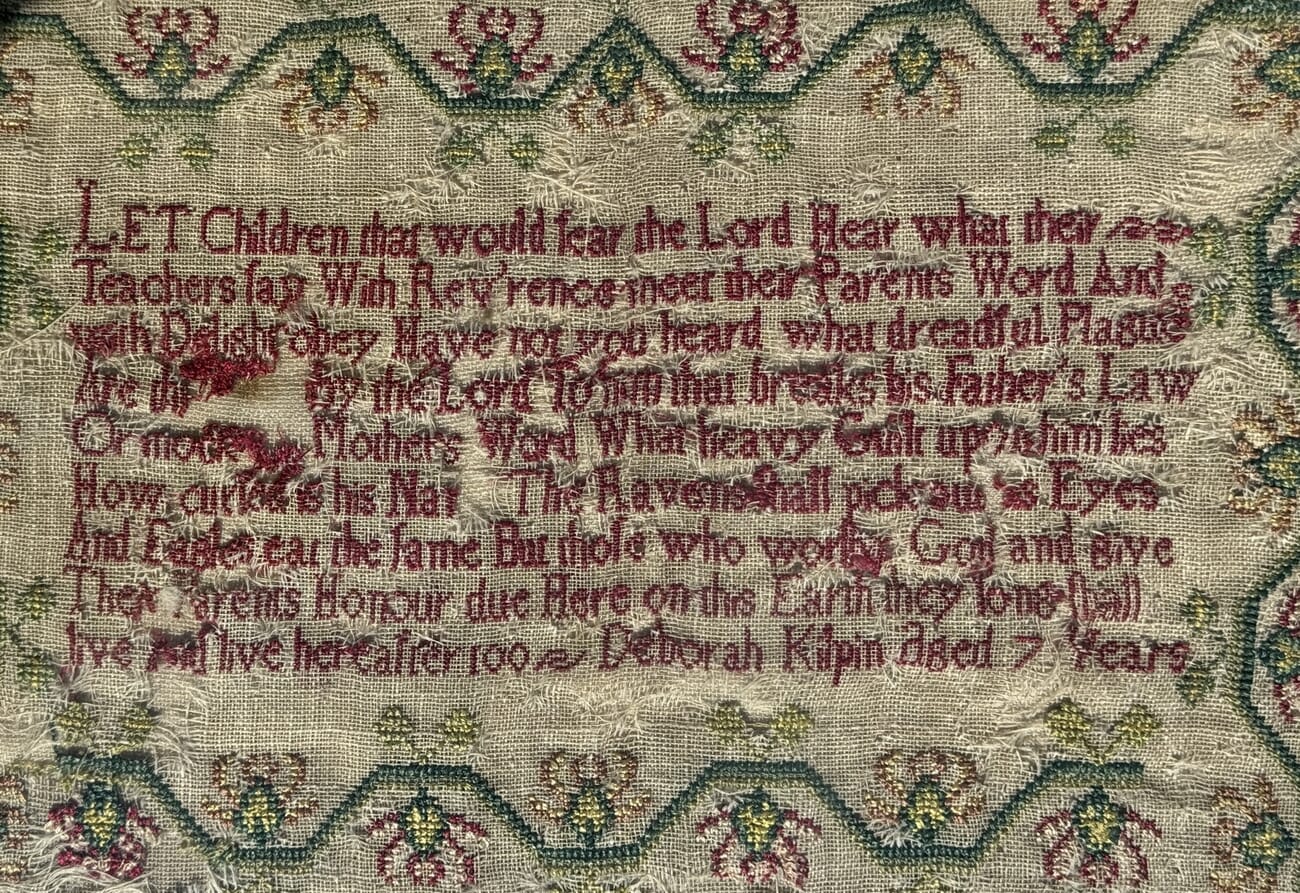 LET Children that would fear the Lord Hear what their
Teachers ſay With Rev'rence meet their Parents Word And
with Delight obey Have not you heard what dreadful Plagues
Are by the Lord To him that breaks his Father's Law
Or mocks Mother's Word What heavy Guilt upon him lies
How curſed is his Nam The Ravens ſhall pick out his Eyes
And Eagles eat the ſame But thoſe who worſhip God and give
Their Parents Honour due Here on this Earth they long ſhall
live and live hereafter too Deborah Kilpin Aged 7 Years